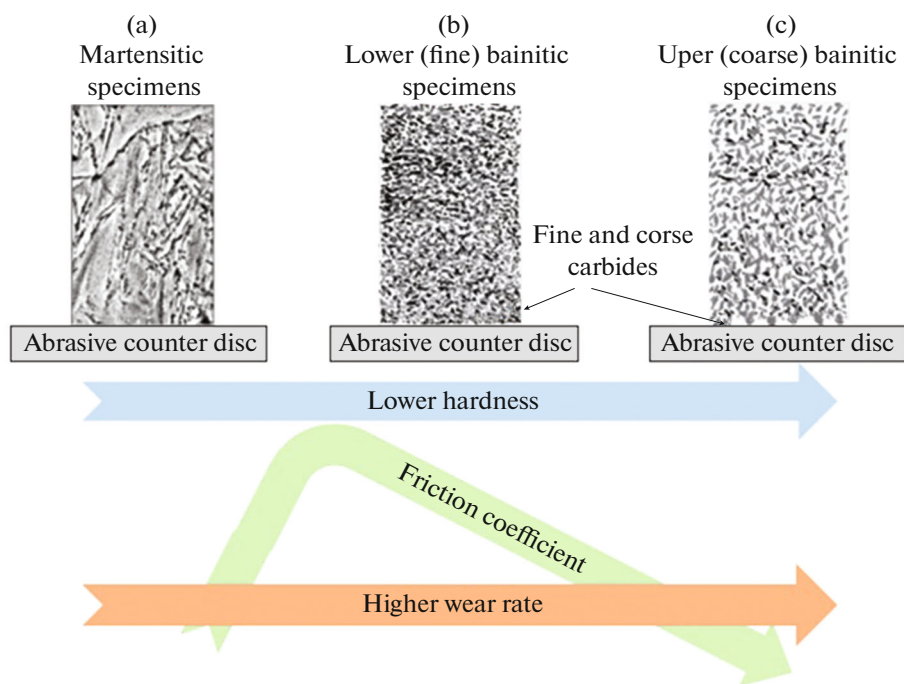 (a)
Martensitic
specimens
(b)
Lower (fine) bainitic
specimens
(c)
Uper (coarse) bainitic
specimens
Fine and corse
carbides
Abrasive counter disc
Abrasive counter disc
Abrasive counter disc
Lower hardness
Friction coefficient
Higher wear rate